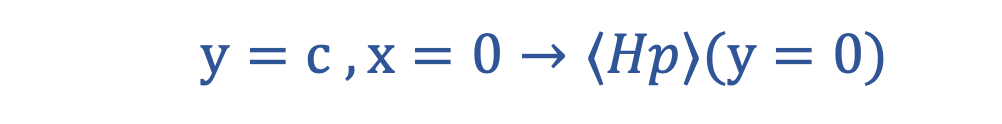 y = c , x = 0 → ⟨Hp⟩(y = 0)